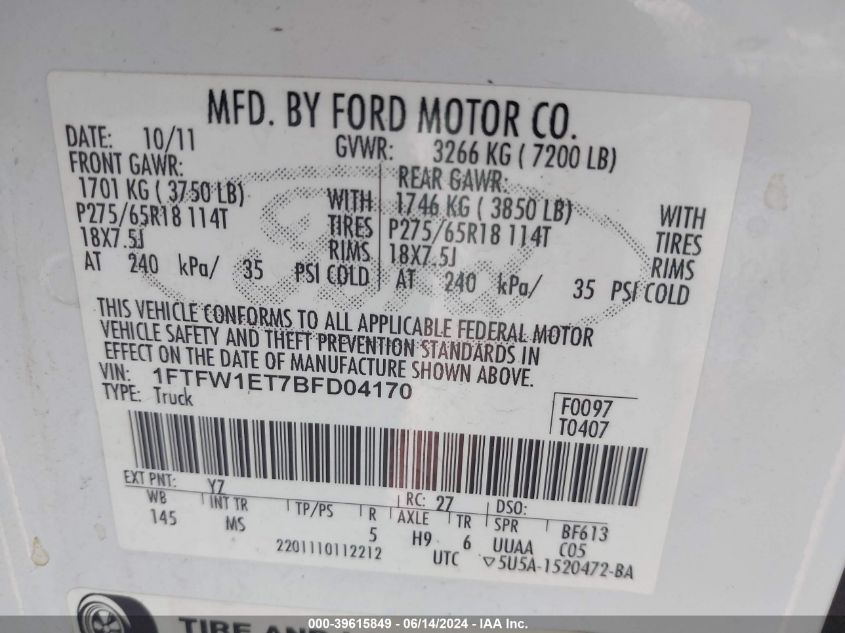 MFD. BY FORD MOTOR CO.
DATE: 10/11 GVWR: 3266 KG ( 7200 LB)
FRONT GAWR: REAR GAWR:
1701 KG ( 3750 LB) WITH 1746 KG ( 3850 LB) WITH
P275/65R18 114T TIRES P275/65R18 114T TIRES
18X7.5J RIMS 18X7.5J RIMS
AT 240 kPa/ 35 PSI COLD AT 240 kPa/ 35 PSI COLD
THIS VEHICLE CONFORMS TO ALL APPLICABLE FEDERAL MOTOR
VEHICLE SAFETY AND THEFT PREVENTION STANDARDS IN
EFFECT ON THE DATE OF MANUFACTURE SHOWN ABOVE.
VIN: 1FTFW1ET7BFD04170
TYPE: Truck
F0097
T0407
EXT PNT: Y7 RC: 27 DSO:
WB INT TR TP/PS R AXLE TR SPR BF613
145 MS 5 H9 6 UUAA C05
2201110112212 UTC ▽5U5A-1520472-BA
TIRE AND
000-39615849 - 06/14/2024 - IAA Inc.